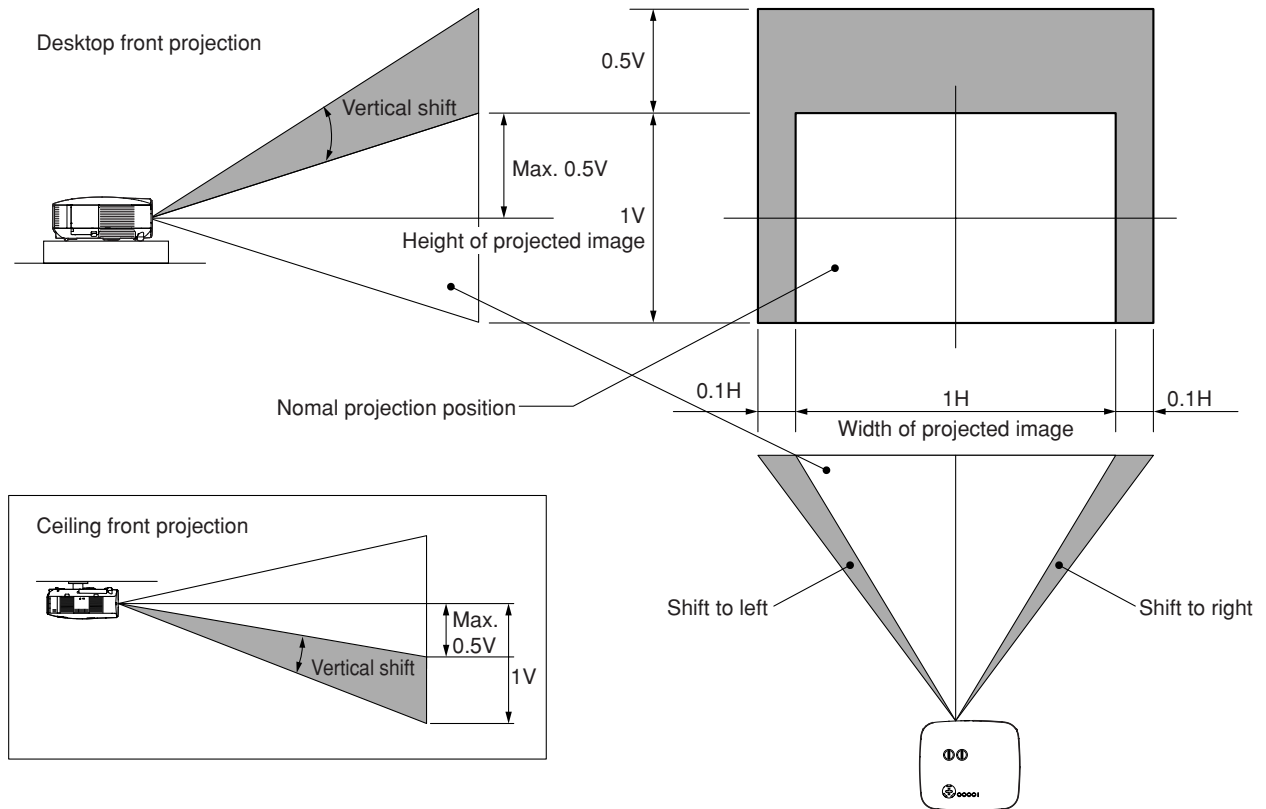 Desktop front projection
Vertical shift
0.5V
Max. 0.5V
1V
Height of projected image
Nomal projection position
0.1H
1H
0.1H
Width of projected image
Ceiling front projection
Max.
0.5V
Vertical shift
1V
Shift to left
Shift to right